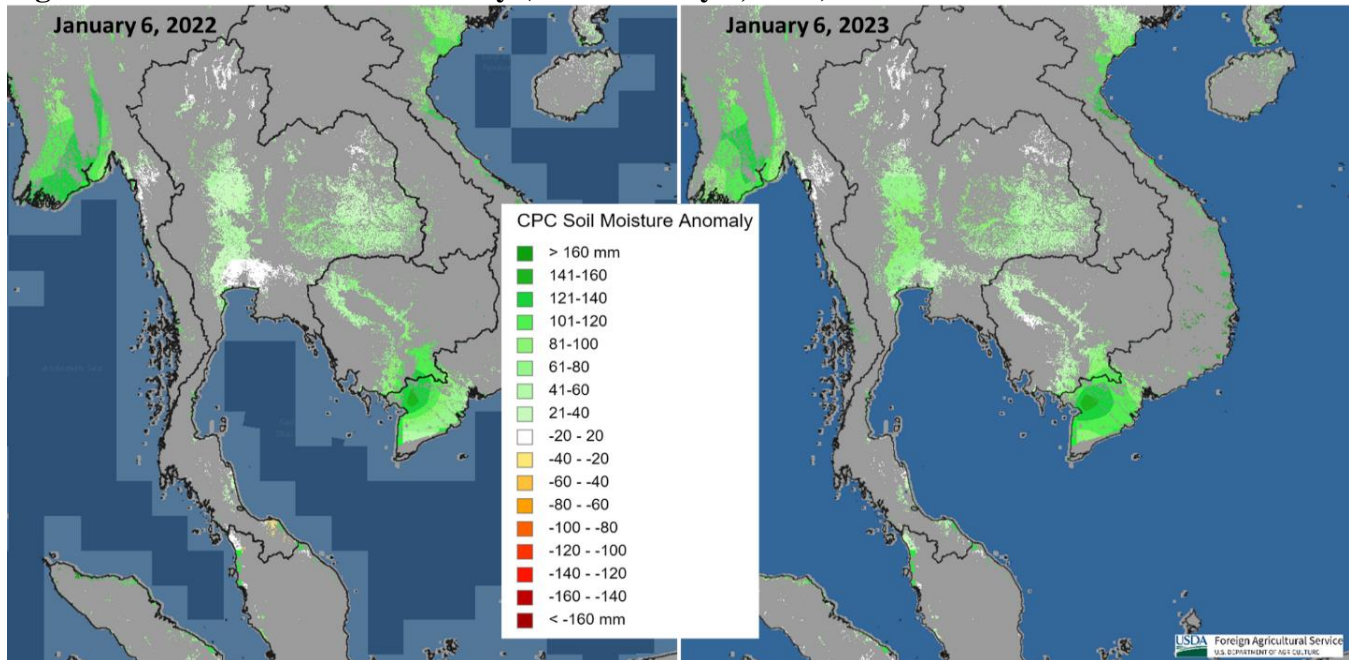 January 6, 2022
January 6, 2023
CPC Soil Moisture Anomaly
> 160 mm
141-160
121-140
101-120
81-100
61-80
41-60
21-40
-20 - 20
-40 - -20
-60 - -40
-80 - -60
-100 - -80
-120 - -100
-140 - -120
-160 - -140
< -160 mm
Andaman Sea
USDA Foreign Agricultural Service
U.S. DEPARTMENT OF AGRICULTURE